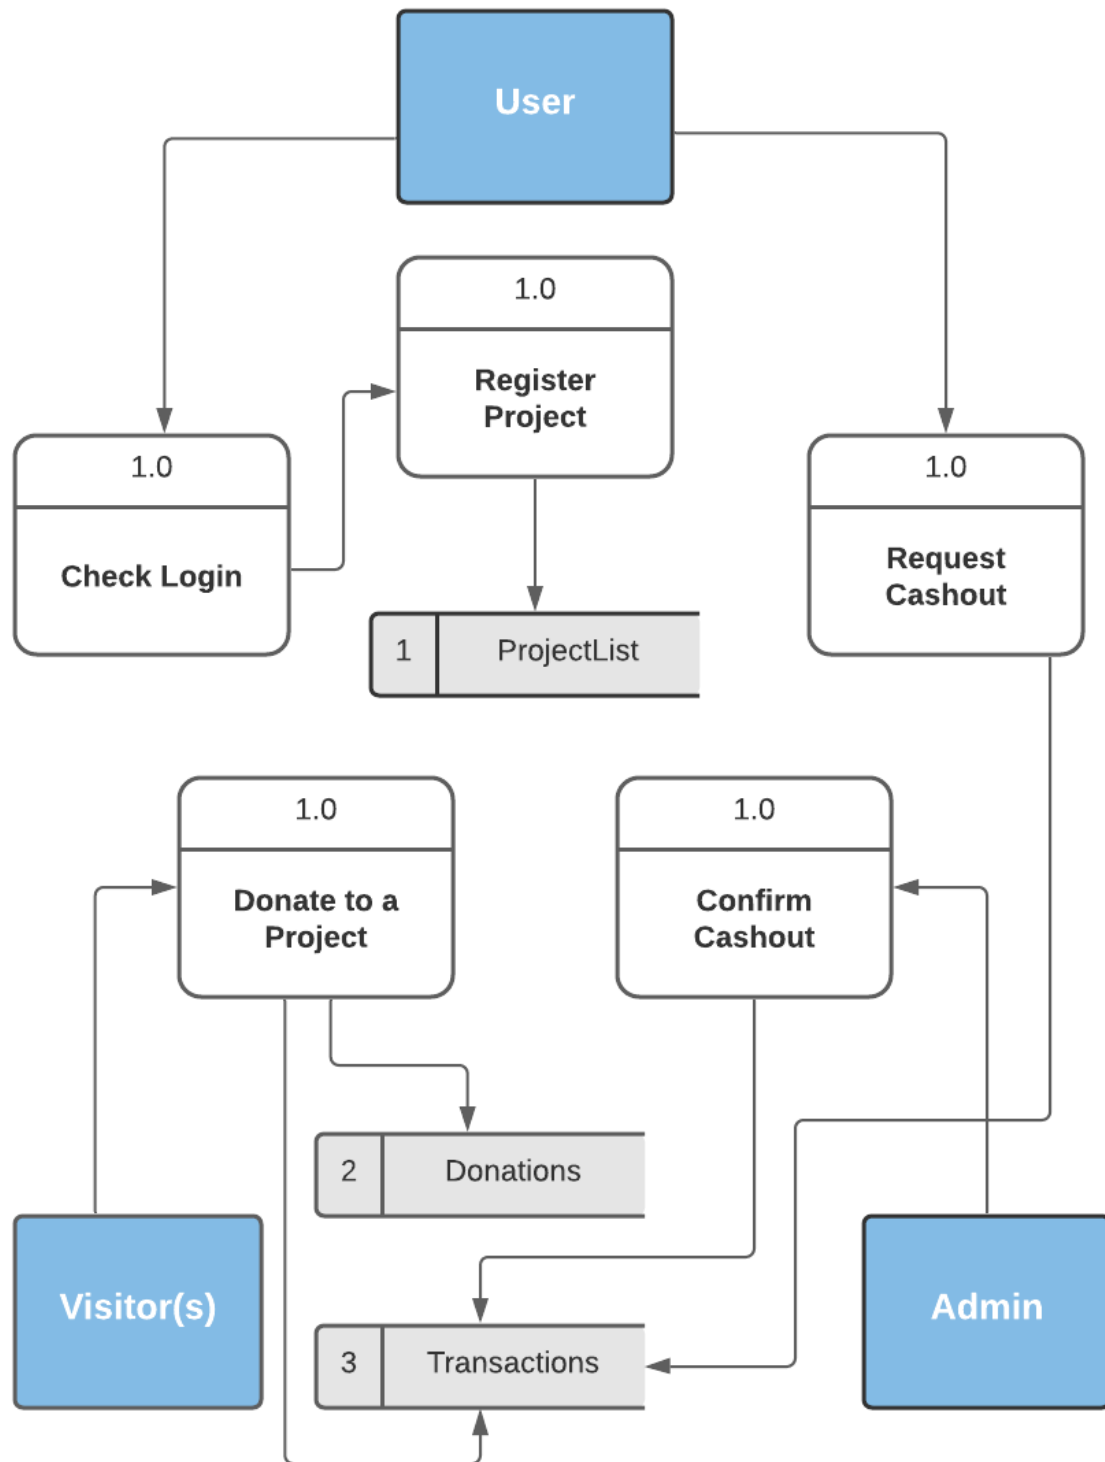 User
1.0
Register
Project
1.0
Check Login
1.0
Request
Cashout
1 ProjectList
1.0
Donate to a
Project
1.0
Confirm
Cashout
2 Donations
Visitor(s)
Admin
3 Transactions